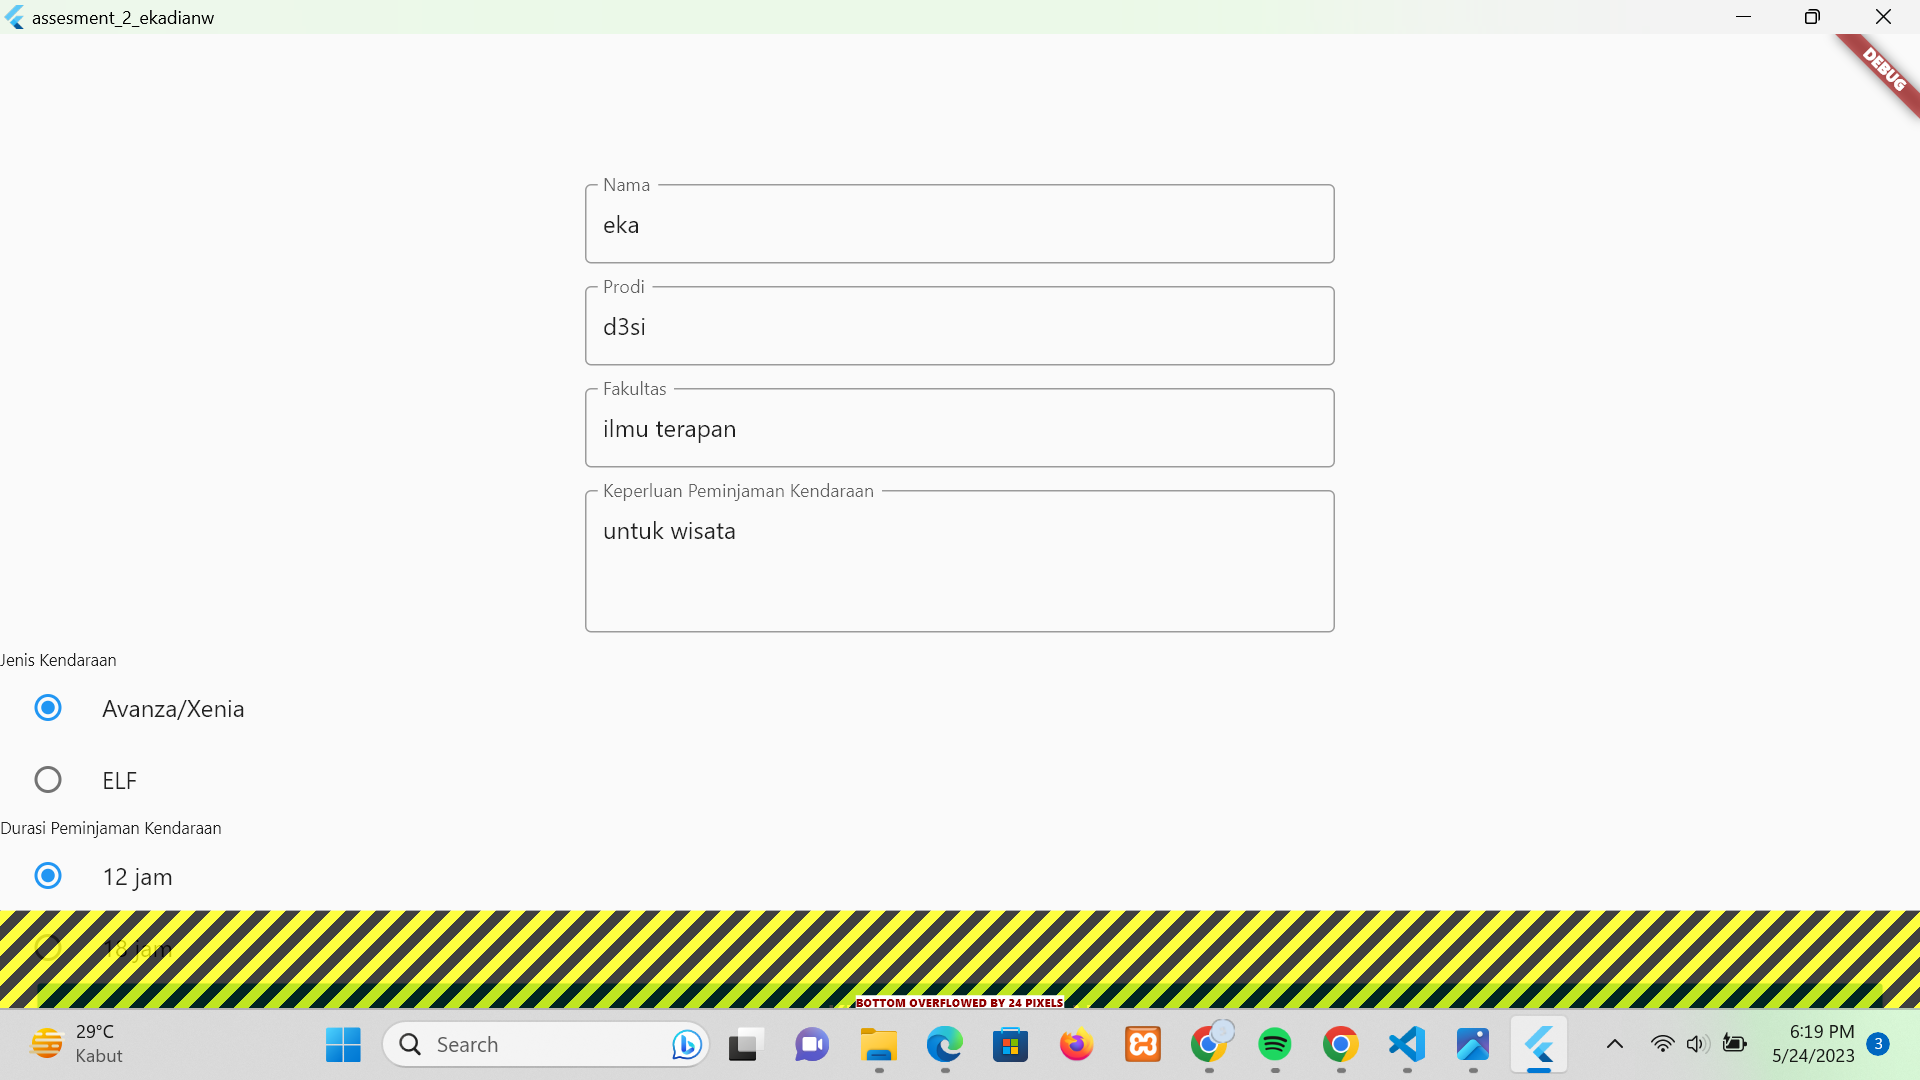 assesment_2_ekadianw
DEBUG
Nama
eka
Prodi
d3si
Fakultas
ilmu terapan
Keperluan Peminjaman Kendaraan
untuk wisata
Jenis Kendaraan
Avanza/Xenia
ELF
Durasi Peminjaman Kendaraan
12 jam
18 jam
BOTTOM OVERFLOWED BY 24 PIXELS
29°C
Kabut
Search
6:19 PM
5/24/2023
3